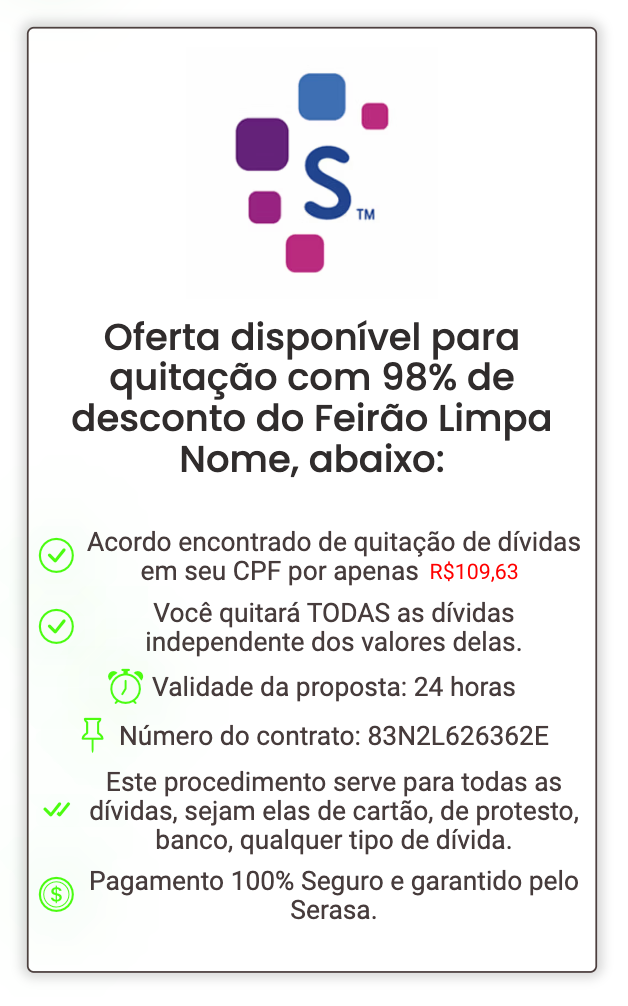 S
TM
Oferta disponível para
quitação com 98% de
desconto do Feirão Limpa
Nome, abaixo:
Acordo encontrado de quitação de dívidas
em seu CPF por apenas R$109,63
Você quitará TODAS as dívidas
independente dos valores delas.
Validade da proposta: 24 horas
Número do contrato: 83N2L626362E
Este procedimento serve para todas as
dívidas, sejam elas de cartão, de protesto,
banco, qualquer tipo de dívida.
$
Pagamento 100% Seguro e garantido pelo
Serasa.